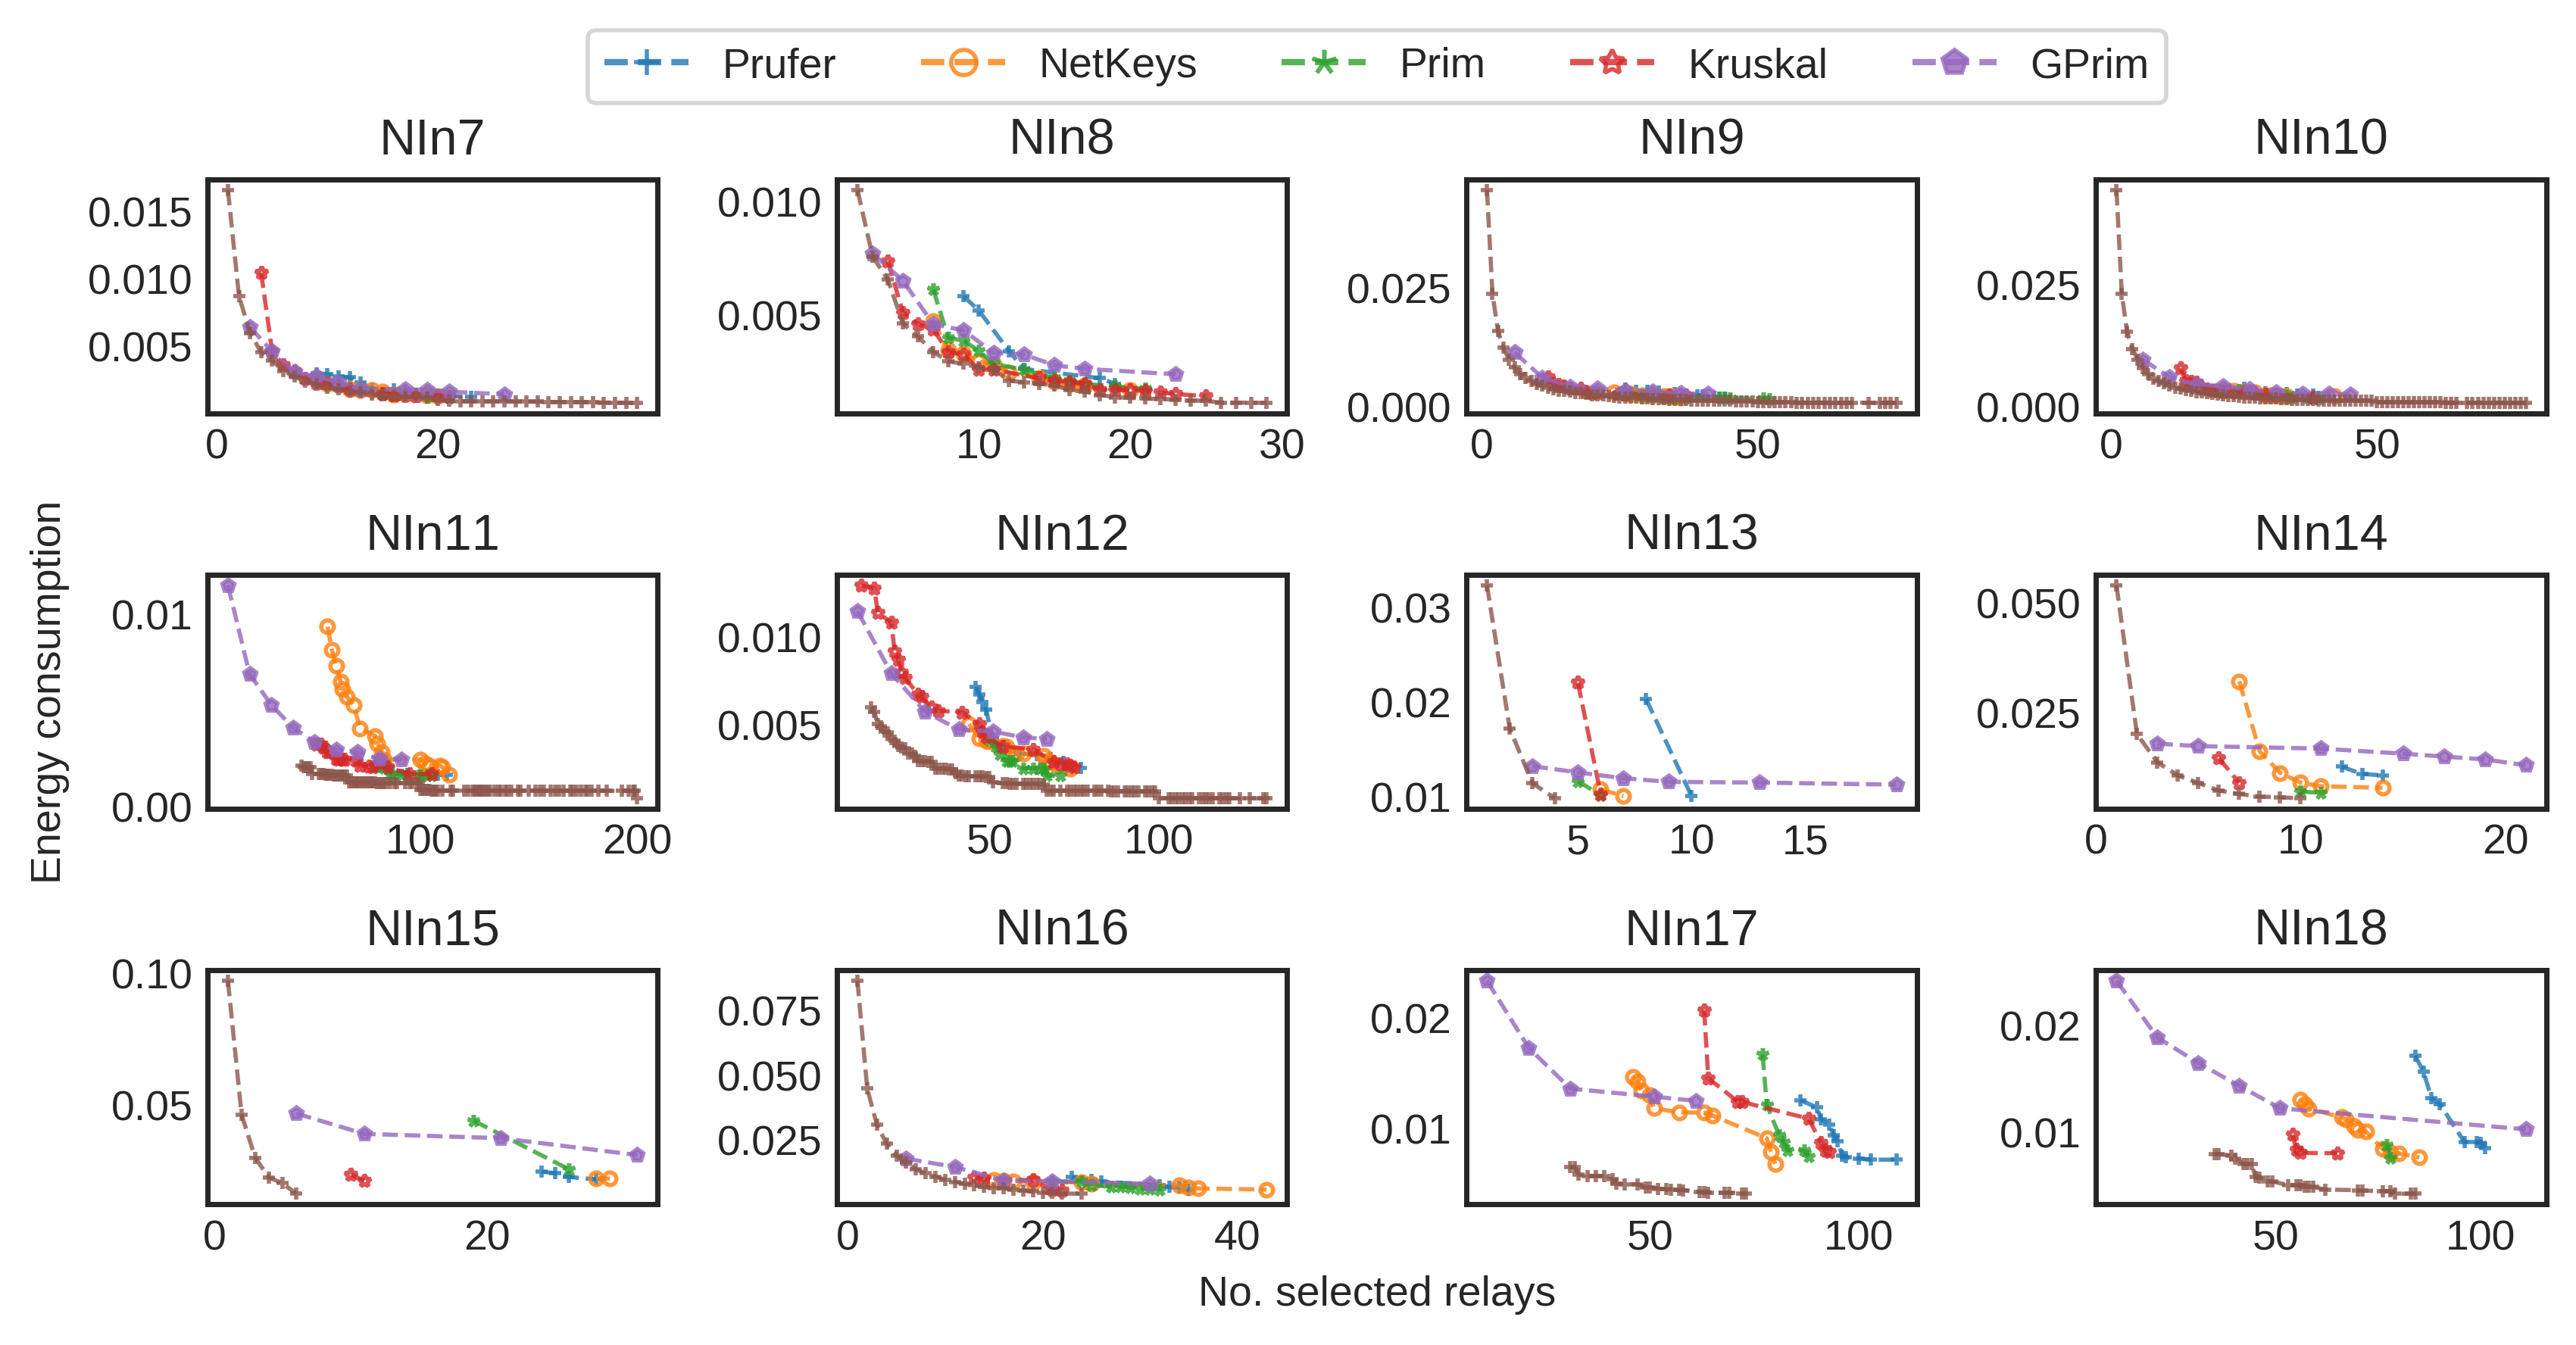 Prufer NetKeys Prim Kruskal GPrim
NIn7 NIn8 NIn9 NIn10
0.015 0.010 0.005 0 20
0.010 0.005 10 20 30
0.025 0.000 0 50
0.025 0.000 0 50
Energy consumption
NIn11 NIn12 NIn13 NIn14
0.01 0.00 100 200
0.010 0.005 50 100
0.03 0.02 0.01 5 10 15
0.050 0.025 0 10 20
NIn15 NIn16 NIn17 NIn18
0.10 0.05 0 20
0.075 0.050 0.025 0 20 40
0.02 0.01 50 100
0.02 0.01 50 100
No. selected relays